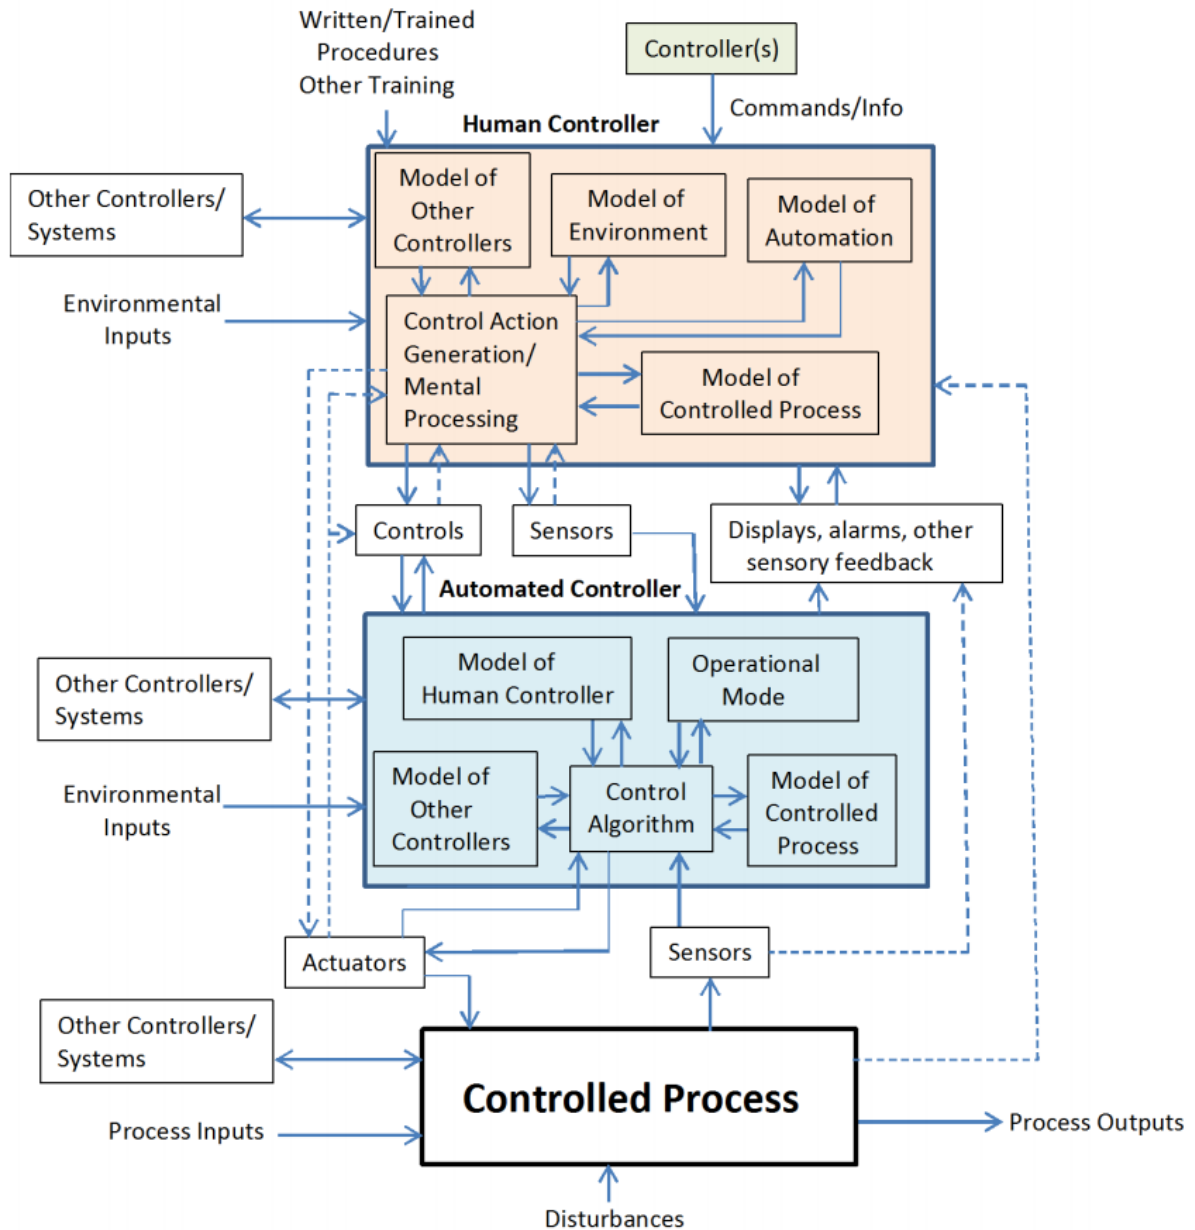 Written/Trained
Procedures
Other Training
Controller(s)
Commands/Info
Human Controller
Other Controllers/
Systems
Model of
Other
Controllers
Model of
Environment
Model of
Automation
Environmental
Inputs
Control Action
Generation/
Mental
Processing
Model of
Controlled Process
Controls
Sensors
Displays, alarms, other
sensory feedback
Automated Controller
Other Controllers/
Systems
Model of
Human Controller
Operational
Mode
Environmental
Inputs
Model of
Other
Controllers
Control
Algorithm
Model of
Controlled
Process
Actuators
Sensors
Other Controllers/
Systems
Controlled Process
Process Inputs
Process Outputs
Disturbances